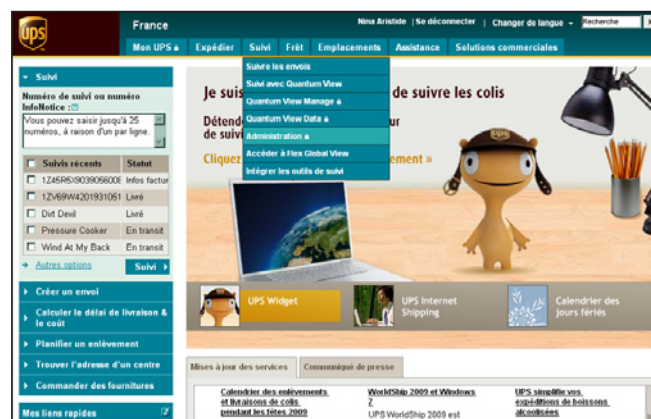 ups
France
Nina Aristide | Se déconnecter | Changer de langue
Recherche
Mon UPS Expédier Suivi Frèt Emplacements Assistance Solutions commerciales
Suivre les envois
Suivi avec Quantum View
Quantum View Manage
Quantum View Data
Administration
Accéder à Flex Global View
Intégrer les outils de suivi
Suivi
Numéro de suivi ou numéro
InfoNotice :
Vous pouvez saisir jusqu'à 25
numéros, à raison d'un par ligne.
Suivis récents Statut
Infos factur
Livré
Dirt Devil Livré
Pressure Cooker En transit
Wind At My Back En transit
Autres options Suivi
Créer un envoi
Calculer le délai de livraison &
le coût
Planifier un enlèvement
Trouver l'adresse d'un centre
Commander des fournitures
Mes liens rapides
Je suis de suivre les colis
Détend ur
de suivi
Cliquez ement »
ups
UPS Widget
UPS Internet
Shipping
Calendrier des
jours fériés
Mises à jour des services Communiqué de presse
Calendrier des enlèvements
et livraisons de colis
pendant les fêtes 2009
WorldShip 2009 et Windows
7
UPS WorldShip 2009 est
UPS simplifie vos
expéditions de boissons
alcoolisées